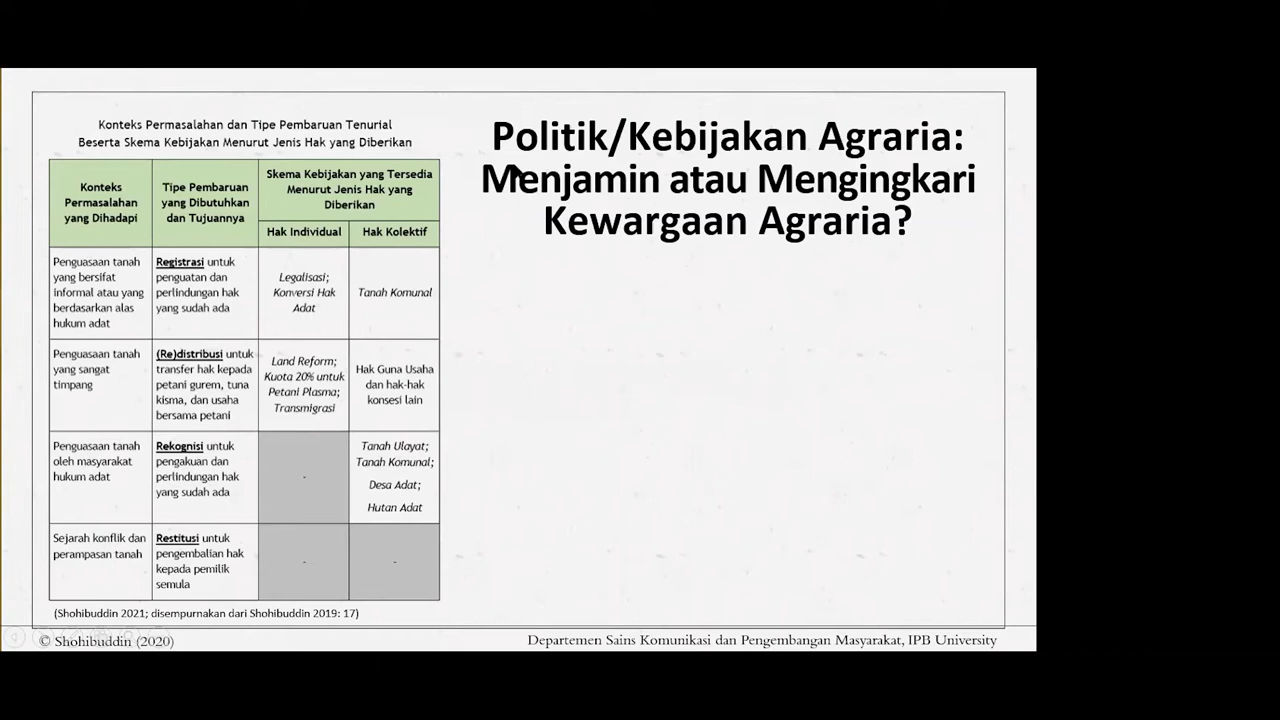 Konteks Permasalahan dan Tipe Pembaruan Tenurial
Beserta Skema Kebijakan Menurut Jenis Hak yang Diberikan
Konteks
Permasalahan
yang Dihadapi
Tipe Pembaruan
yang Dibutuhkan
dan Tujuannya
Skema Kebijakan yang Tersedia
Menurut Jenis Hak yang
Diberikan
Hak Individual
Hak Kolektif
Penguasaan tanah
yang bersifat
informal atau yang
berdasarkan alas
hukum adat
Registrasi untuk
penguatan dan
perlindungan hak
yang sudah ada
Legalisasi;
Konversi Hak
Adat
Tanah Komunal
Penguasaan tanah
yang sangat
timpang
(Re)distribusi untuk
transfer hak kepada
petani gurem, tuna
kisma, dan usaha
bersama petani
Land Reform;
Kuota 20% untuk
Petani Plasma;
Transmigrasi
Hak Guna Usaha
dan hak-hak
konsesi lain
Penguasaan tanah
oleh masyarakat
hukum adat
Rekognisi untuk
pengakuan dan
perlindungan hak
yang sudah ada
-
Tanah Ulayat;
Tanah Komunal;
Desa Adat;
Hutan Adat
Sejarah konflik dan
perampasan tanah
Restitusi untuk
pengembalian hak
kepada pemilik
semula
-
-
(Shohibuddin 2021; disempurnakan dari Shohibuddin 2019: 17)
Politik/Kebijakan Agraria:
Menjamin atau Mengingkari
Kewargaan Agraria?
© Shohibuddin (2020)
Departemen Sains Komunikasi dan Pengembangan Masyarakat, IPB University